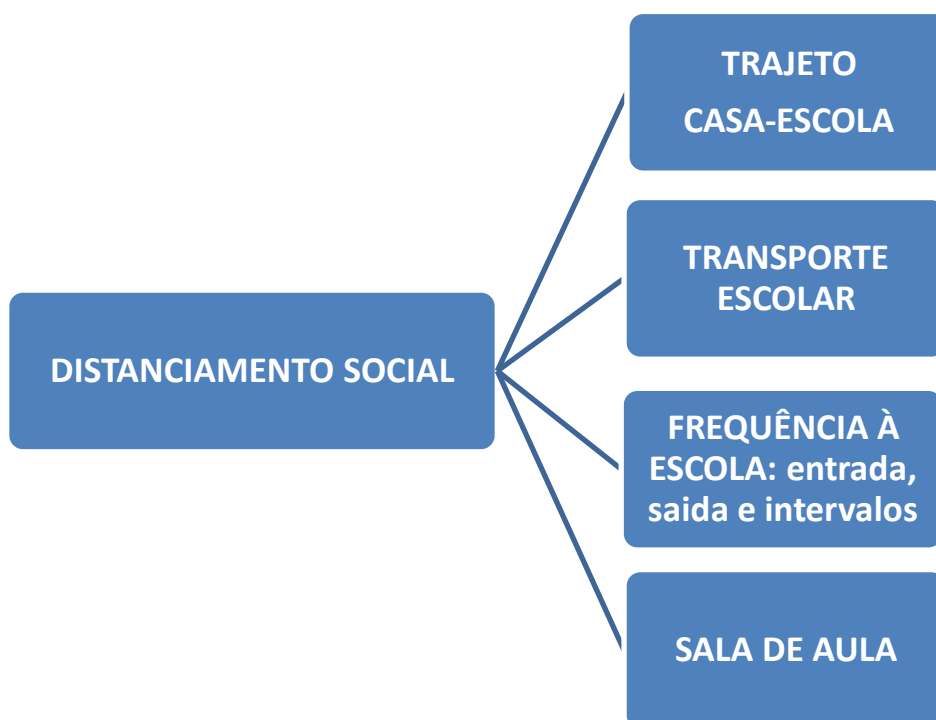 TRAJETO
CASA-ESCOLA
TRANSPORTE
ESCOLAR
DISTANCIAMENTO SOCIAL
FREQUÊNCIA À
ESCOLA: entrada,
saida e intervalos
SALA DE AULA